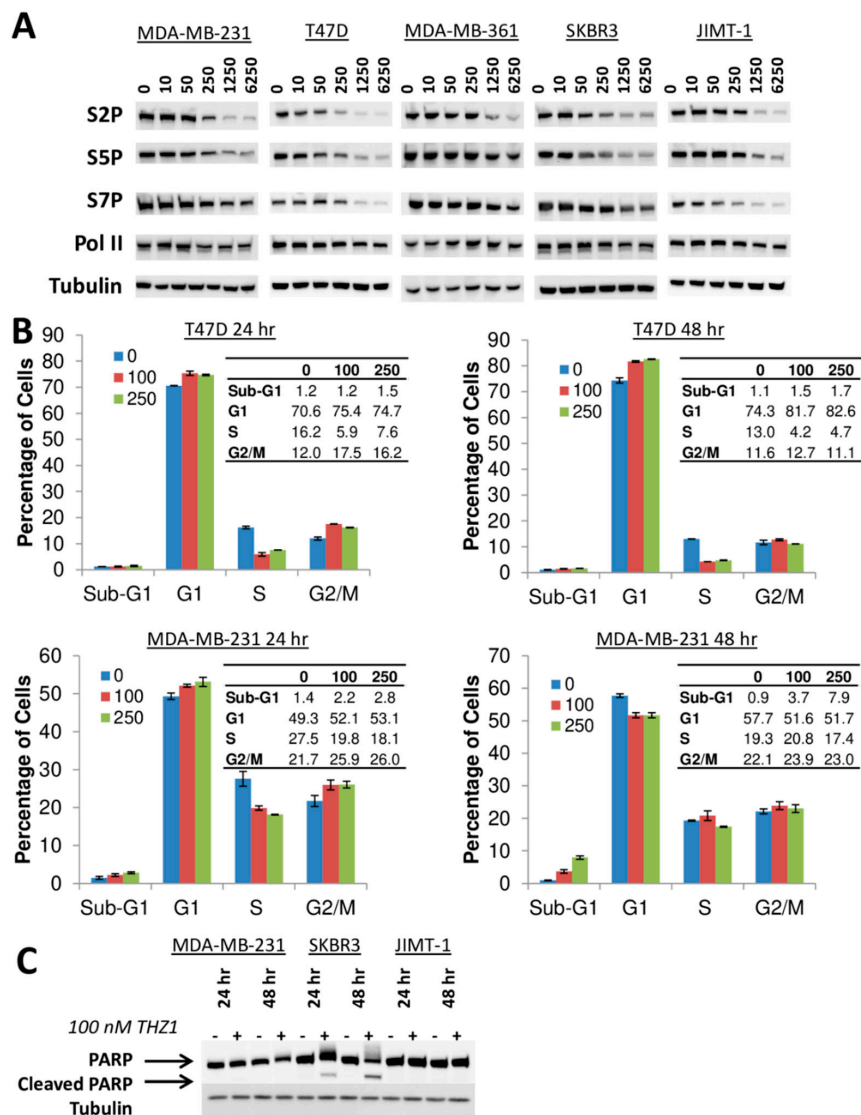 A
MDA-MB-231 T47D MDA-MB-361 SKBR3 JIMT-1
0 10 50 250 1250 6250 0 10 50 250 1250 6250 0 10 50 250 1250 6250 0 10 50 250 1250 6250 0 10 50 250 1250 6250
S2P
S5P
S7P
Pol II
Tubulin
B
T47D 24 hr
Percentage of Cells
90
80
70
60
50
40
30
20
10
0
0
100
250
0 100 250
Sub-G1 1.2 1.2 1.5
G1 70.6 75.4 74.7
S 16.2 5.9 7.6
G2/M 12.0 17.5 16.2
Sub-G1 G1 S G2/M
T47D 48 hr
Percentage of Cells
90
80
70
60
50
40
30
20
10
0
0
100
250
0 100 250
Sub-G1 1.1 1.5 1.7
G1 74.3 81.7 82.6
S 13.0 4.2 4.7
G2/M 11.6 12.7 11.1
Sub-G1 G1 S G2/M
MDA-MB-231 24 hr
Percentage of Cells
60
50
40
30
20
10
0
0
100
250
0 100 250
Sub-G1 1.4 2.2 2.8
G1 49.3 52.1 53.1
S 27.5 19.8 18.1
G2/M 21.7 25.9 26.0
Sub-G1 G1 S G2/M
MDA-MB-231 48 hr
Percentage of Cells
70
60
50
40
30
20
10
0
0
100
250
0 100 250
Sub-G1 0.9 3.7 7.9
G1 57.7 51.6 51.7
S 19.3 20.8 17.4
G2/M 22.1 23.9 23.0
Sub-G1 G1 S G2/M
C
MDA-MB-231 SKBR3 JIMT-1
24 hr 48 hr 24 hr 48 hr 24 hr 48 hr
100 nM THZ1 - + - + - + - + - + - +
PARP
Cleaved PARP
Tubulin